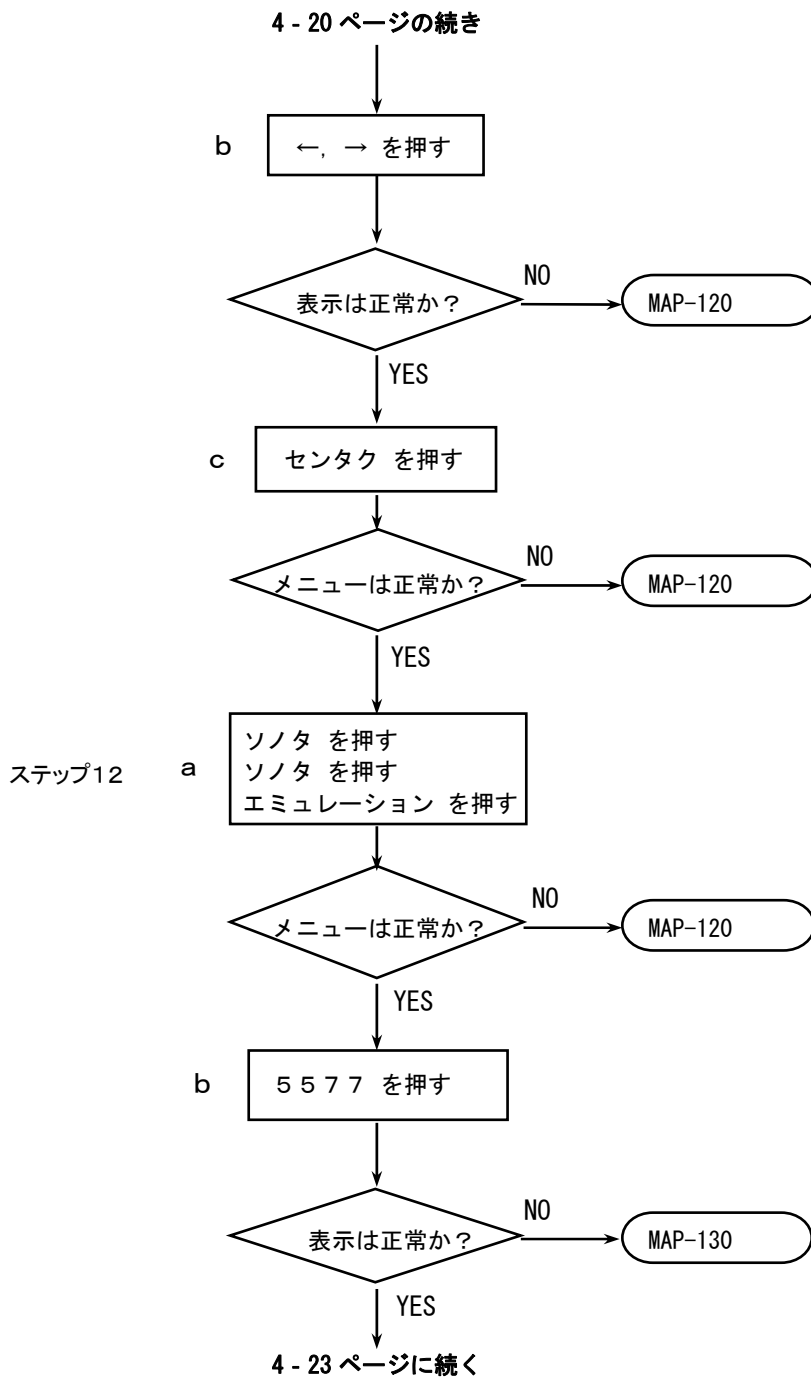 4 - 20 ページの続き
b
←, → を押す
表示は正常か？
NO
MAP-120
YES
c
センタク を押す
メニューは正常か？
NO
MAP-120
YES
ステップ１２
a
ソノタ を押す
ソノタ を押す
エミュレーション を押す
メニューは正常か？
NO
MAP-120
YES
b
５５７７ を押す
表示は正常か？
NO
MAP-130
YES
4 - 23 ページに続く